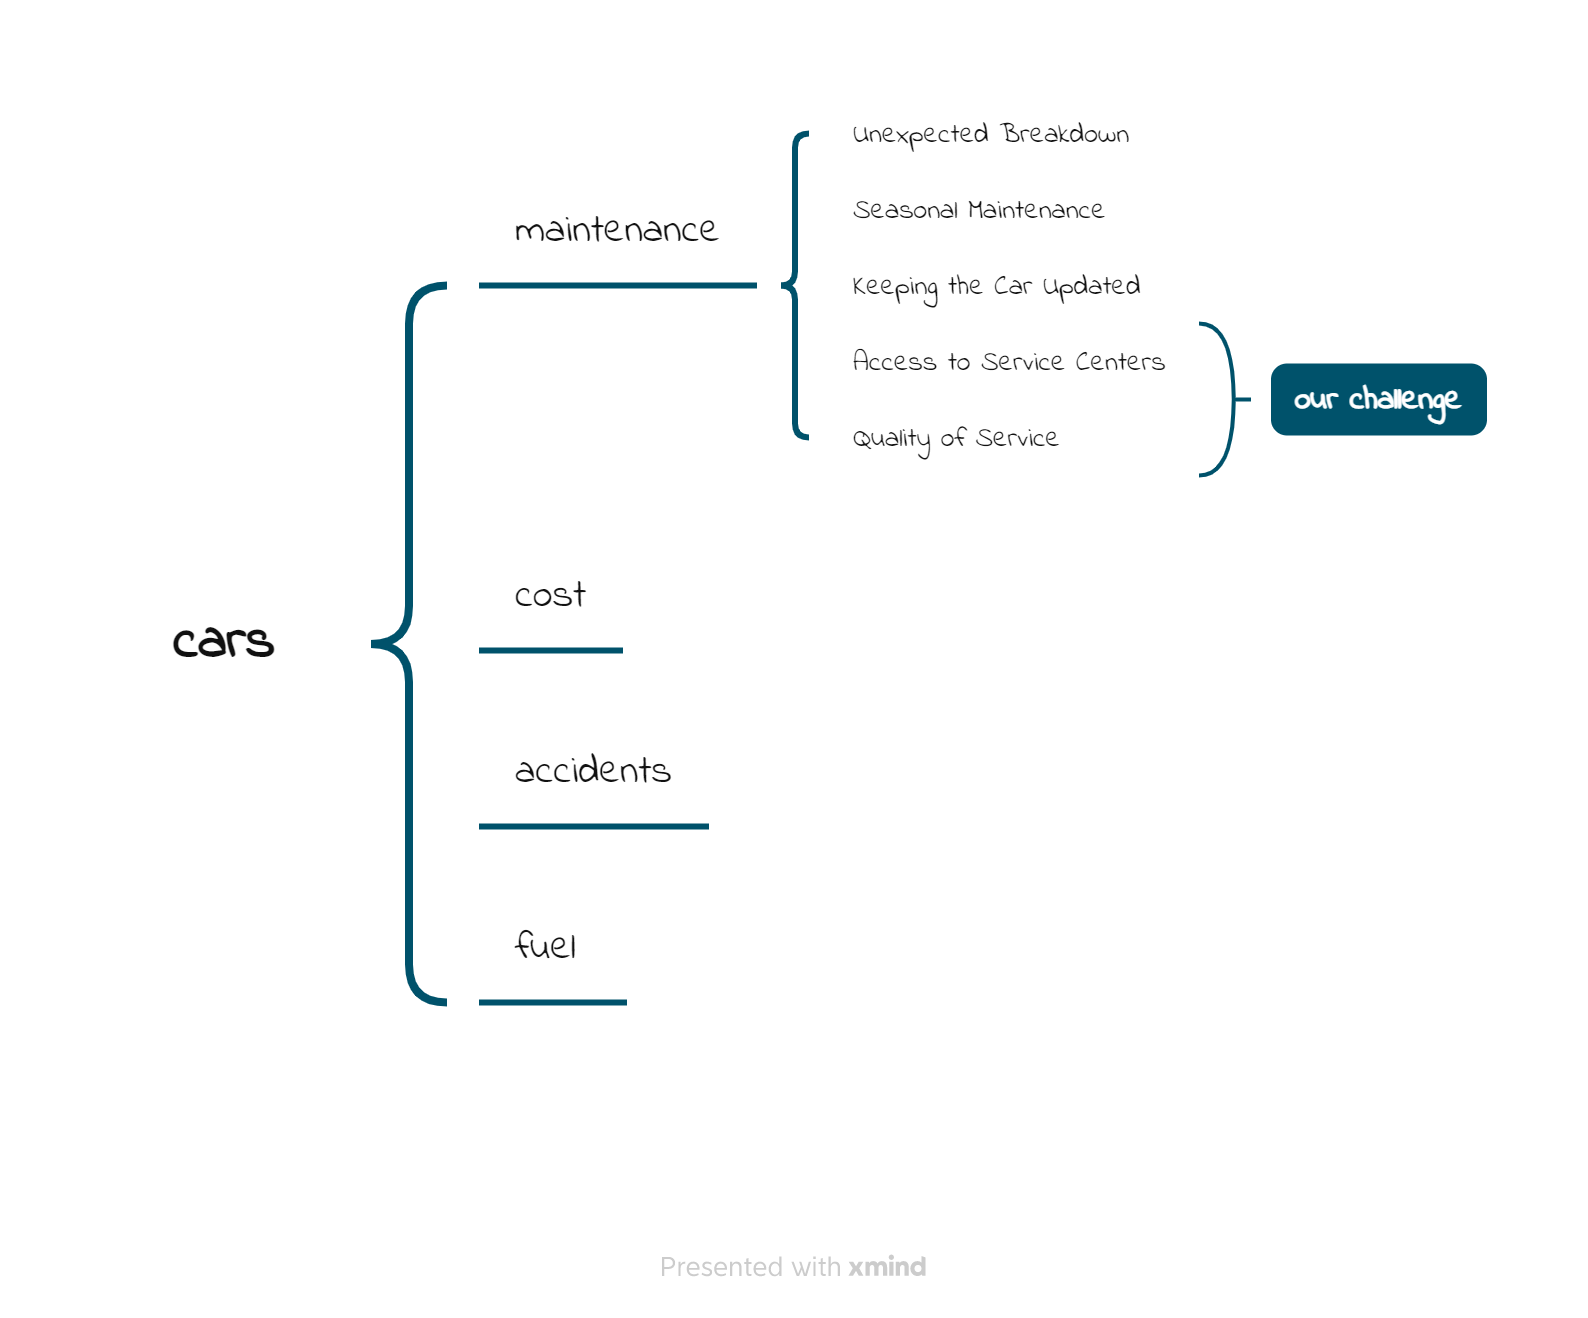 Unexpected Breakdown
Seasonal Maintenance
maintenance
Keeping the Car Updated
Access to Service Centers
our challenge
Quality of Service
cost
cars
accidents
fuel
Presented with xmind